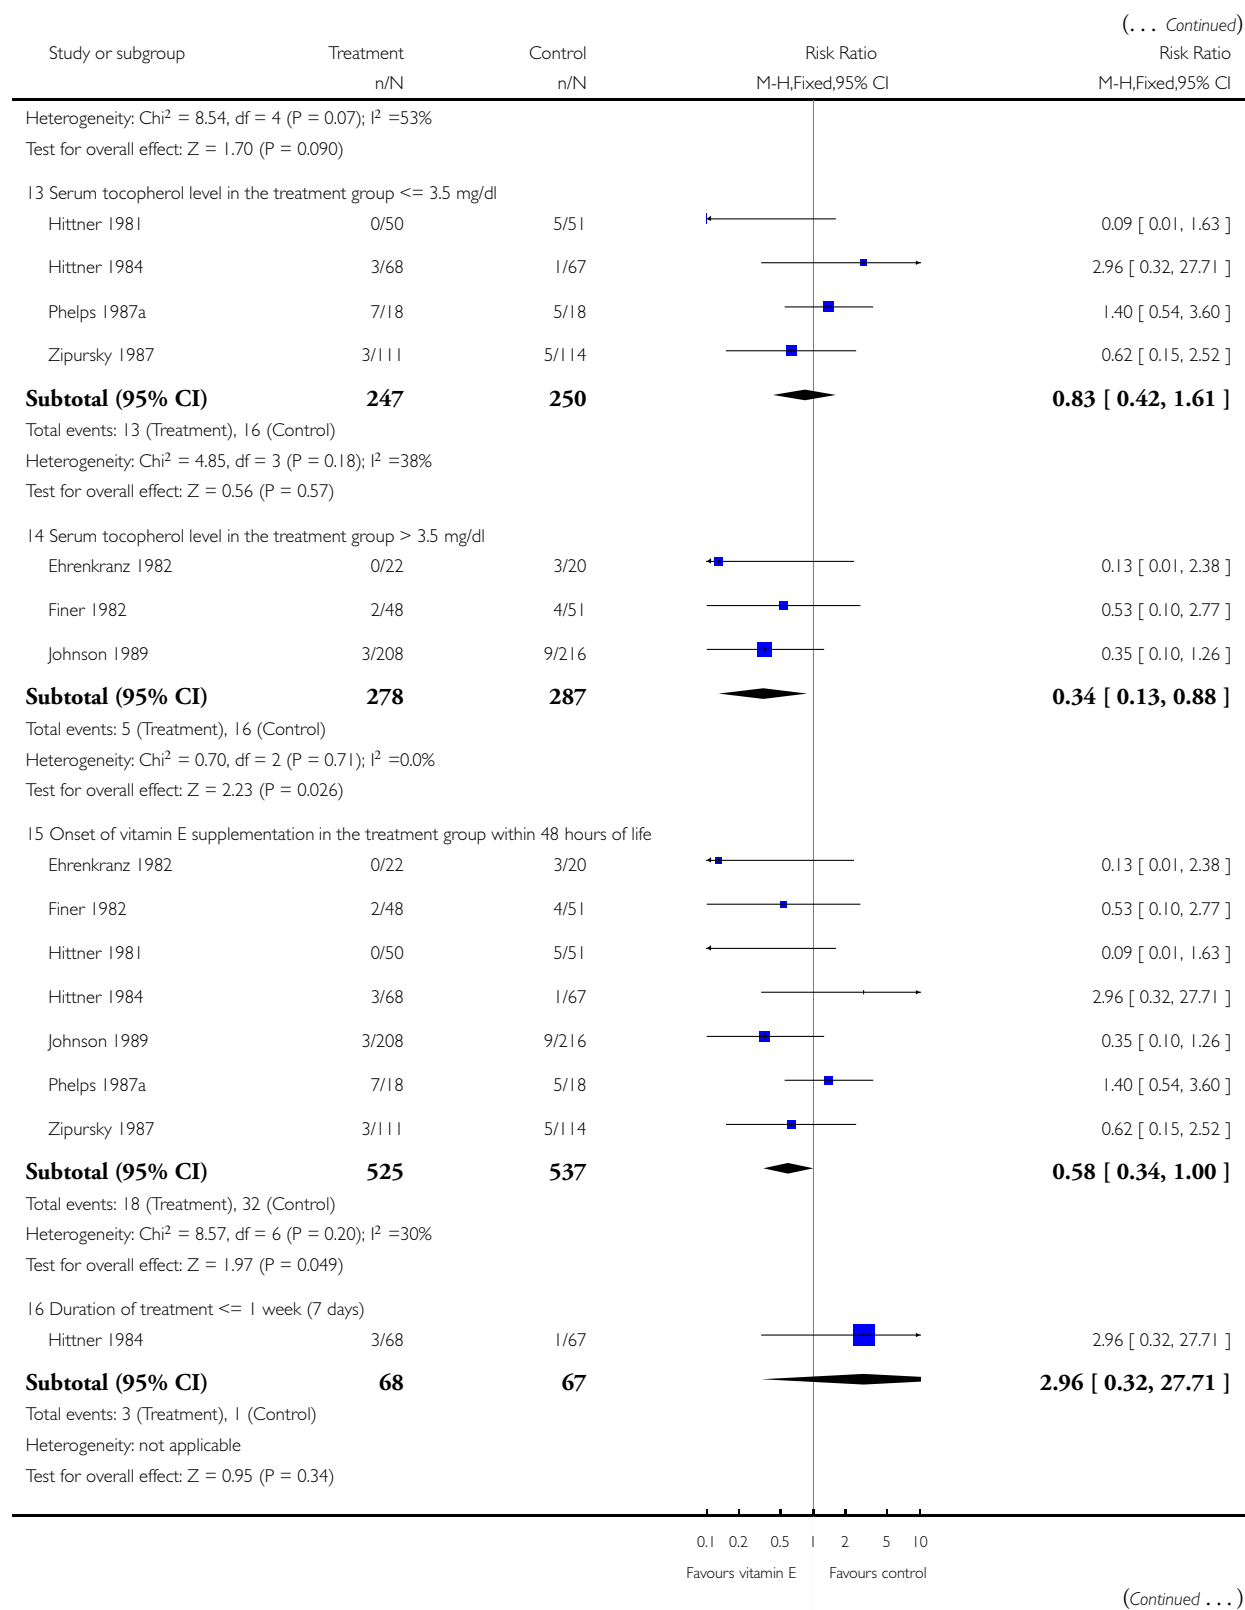 (... Continued)
Study or subgroup Treatment Control Risk Ratio Risk Ratio
n/N n/N M-H,Fixed,95% CI M-H,Fixed,95% CI
Heterogeneity: Chi² = 8.54, df = 4 (P = 0.07); I² =53%
Test for overall effect: Z = 1.70 (P = 0.090)
13 Serum tocopherol level in the treatment group <= 3.5 mg/dl
Hittner 1981 0/50 5/51 0.09 [ 0.01, 1.63 ]
Hittner 1984 3/68 1/67 2.96 [ 0.32, 27.71 ]
Phelps 1987a 7/18 5/18 1.40 [ 0.54, 3.60 ]
Zipursky 1987 3/111 5/114 0.62 [ 0.15, 2.52 ]
Subtotal (95% CI) 247 250 0.83 [ 0.42, 1.61 ]
Total events: 13 (Treatment), 16 (Control)
Heterogeneity: Chi² = 4.85, df = 3 (P = 0.18); I² =38%
Test for overall effect: Z = 0.56 (P = 0.57)
14 Serum tocopherol level in the treatment group > 3.5 mg/dl
Ehrenkranz 1982 0/22 3/20 0.13 [ 0.01, 2.38 ]
Finer 1982 2/48 4/51 0.53 [ 0.10, 2.77 ]
Johnson 1989 3/208 9/216 0.35 [ 0.10, 1.26 ]
Subtotal (95% CI) 278 287 0.34 [ 0.13, 0.88 ]
Total events: 5 (Treatment), 16 (Control)
Heterogeneity: Chi² = 0.70, df = 2 (P = 0.71); I² =0.0%
Test for overall effect: Z = 2.23 (P = 0.026)
15 Onset of vitamin E supplementation in the treatment group within 48 hours of life
Ehrenkranz 1982 0/22 3/20 0.13 [ 0.01, 2.38 ]
Finer 1982 2/48 4/51 0.53 [ 0.10, 2.77 ]
Hittner 1981 0/50 5/51 0.09 [ 0.01, 1.63 ]
Hittner 1984 3/68 1/67 2.96 [ 0.32, 27.71 ]
Johnson 1989 3/208 9/216 0.35 [ 0.10, 1.26 ]
Phelps 1987a 7/18 5/18 1.40 [ 0.54, 3.60 ]
Zipursky 1987 3/111 5/114 0.62 [ 0.15, 2.52 ]
Subtotal (95% CI) 525 537 0.58 [ 0.34, 1.00 ]
Total events: 18 (Treatment), 32 (Control)
Heterogeneity: Chi² = 8.57, df = 6 (P = 0.20); I² =30%
Test for overall effect: Z = 1.97 (P = 0.049)
16 Duration of treatment <= 1 week (7 days)
Hittner 1984 3/68 1/67 2.96 [ 0.32, 27.71 ]
Subtotal (95% CI) 68 67 2.96 [ 0.32, 27.71 ]
Total events: 3 (Treatment), 1 (Control)
Heterogeneity: not applicable
Test for overall effect: Z = 0.95 (P = 0.34)
0.1 0.2 0.5 1 2 5 10
Favours vitamin E Favours control
(Continued ...)